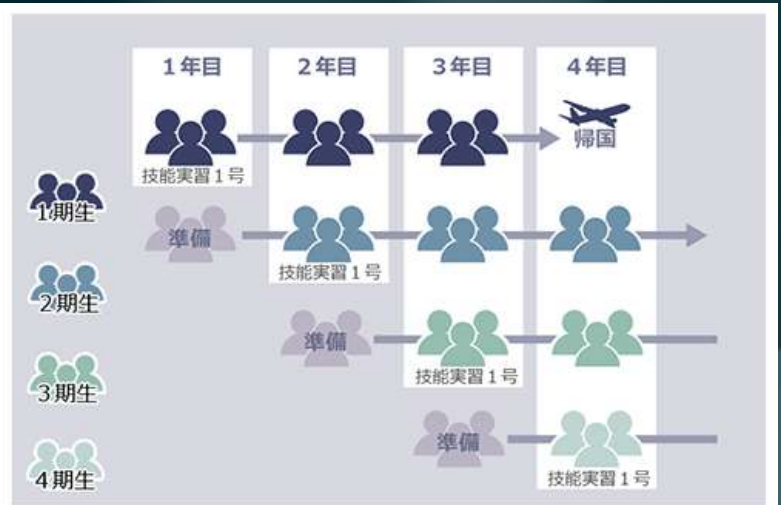 1年目
2年目
3年目
4年目
帰国
技能実習1号
1期生
準備
技能実習1号
2期生
準備
技能実習1号
3期生
準備
技能実習1号
4期生